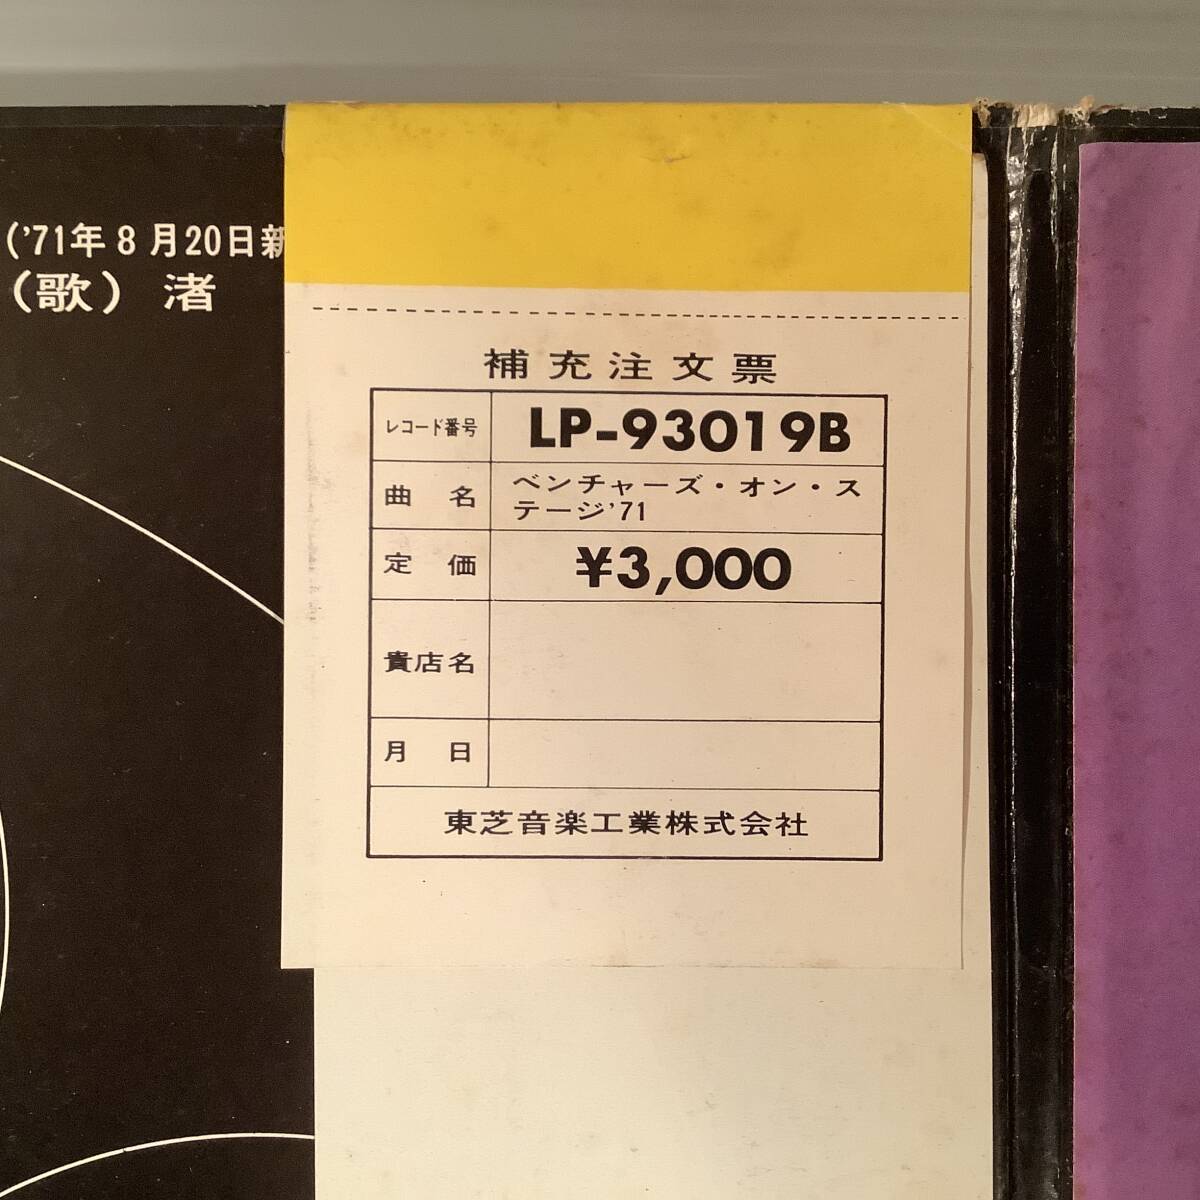 ('71年8月20日新
(歌) 渚
補充注文票
レコード番号 LP-93019B
曲名 ベンチャーズ・オン・ス
テージ'71
定価 ¥3,000
貴店名
月日
東芝音楽工業株式会社